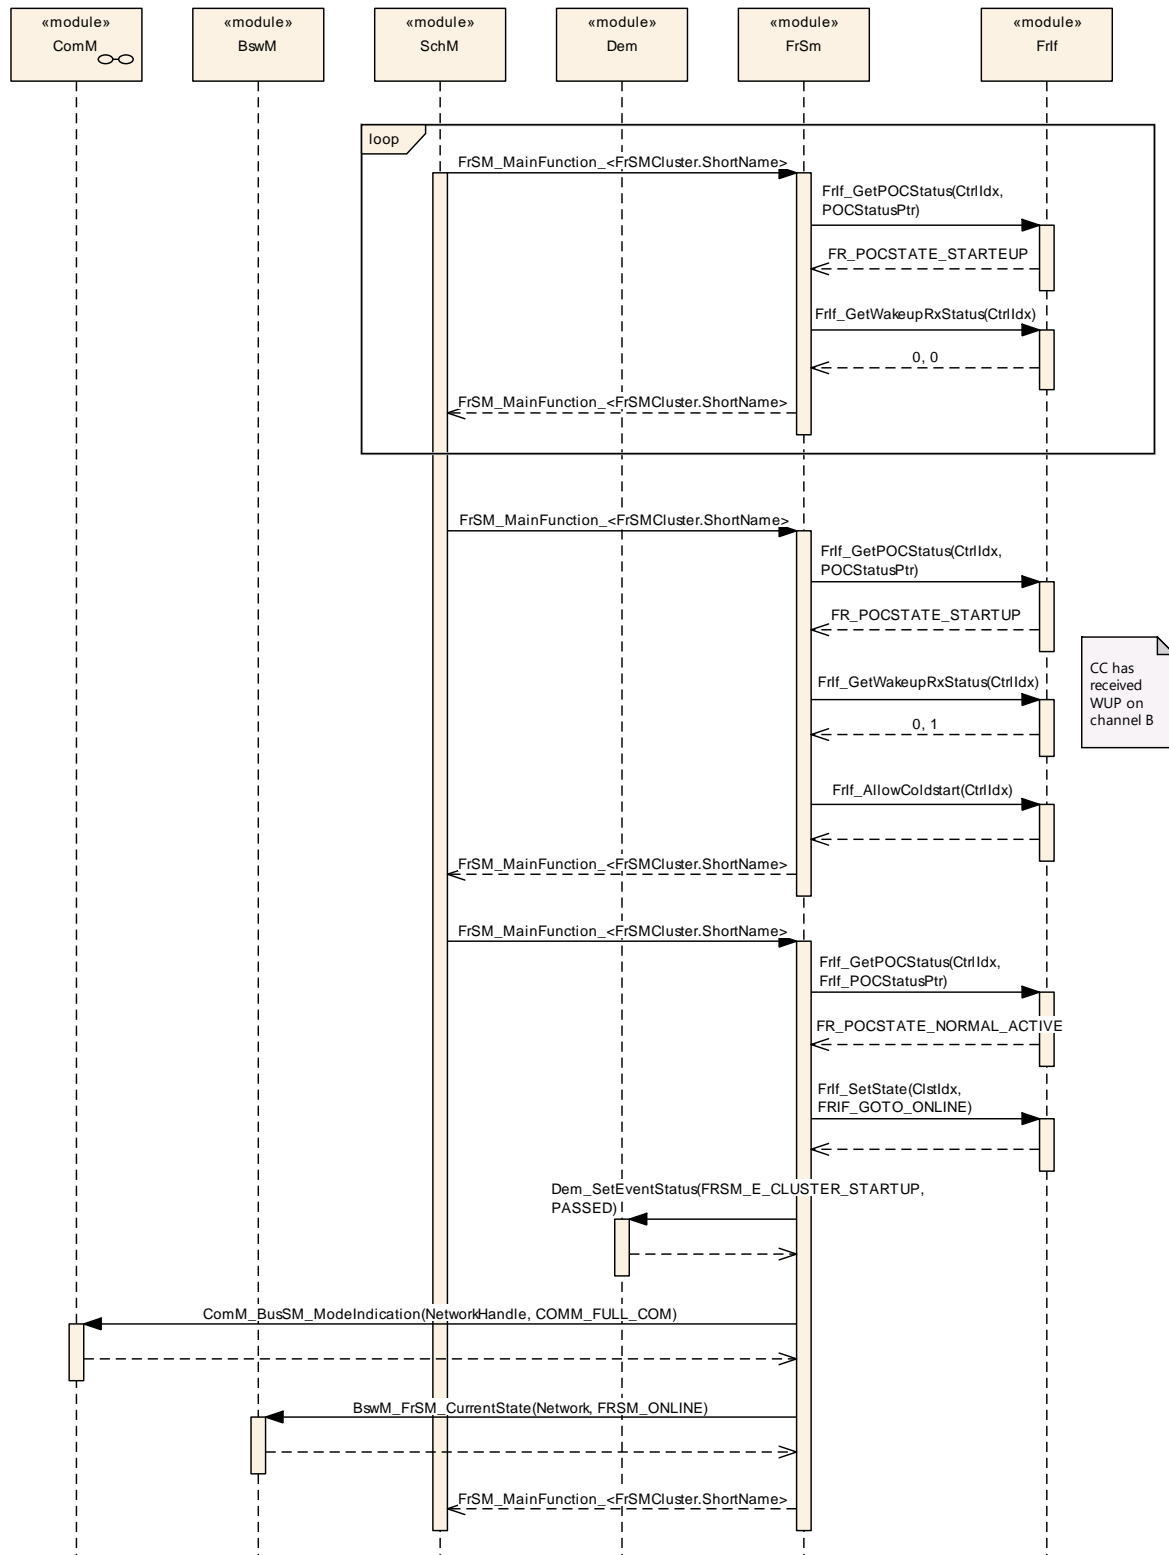 «module»
ComM
«module»
BswM
«module»
SchM
«module»
Dem
«module»
FrSm
«module»
FrIf
loop
FrSM_MainFunction_<FrSMCluster.ShortName>
FrIf_GetPOCStatus(CtrlIdx,
POCStatusPtr)
FR_POCSTATE_STARTEUP
FrIf_GetWakeupRxStatus(CtrlIdx)
0, 0
FrSM_MainFunction_<FrSMCluster.ShortName>
FrSM_MainFunction_<FrSMCluster.ShortName>
FrIf_GetPOCStatus(CtrlIdx,
POCStatusPtr)
FR_POCSTATE_STARTUP
CC has
received
WUP on
channel B
FrIf_GetWakeupRxStatus(CtrlIdx)
0, 1
FrIf_AllowColdstart(CtrlIdx)
FrSM_MainFunction_<FrSMCluster.ShortName>
FrSM_MainFunction_<FrSMCluster.ShortName>
FrIf_GetPOCStatus(CtrlIdx,
FrIf_POCStatusPtr)
FR_POCSTATE_NORMAL_ACTIVE
FrIf_SetState(ClstIdx,
FRIF_GOTO_ONLINE)
Dem_SetEventStatus(FRSM_E_CLUSTER_STARTUP,
PASSED)
ComM_BusSM_ModeIndication(NetworkHandle, COMM_FULL_COM)
BswM_FrSM_CurrentState(Network, FRSM_ONLINE)
FrSM_MainFunction_<FrSMCluster.ShortName>